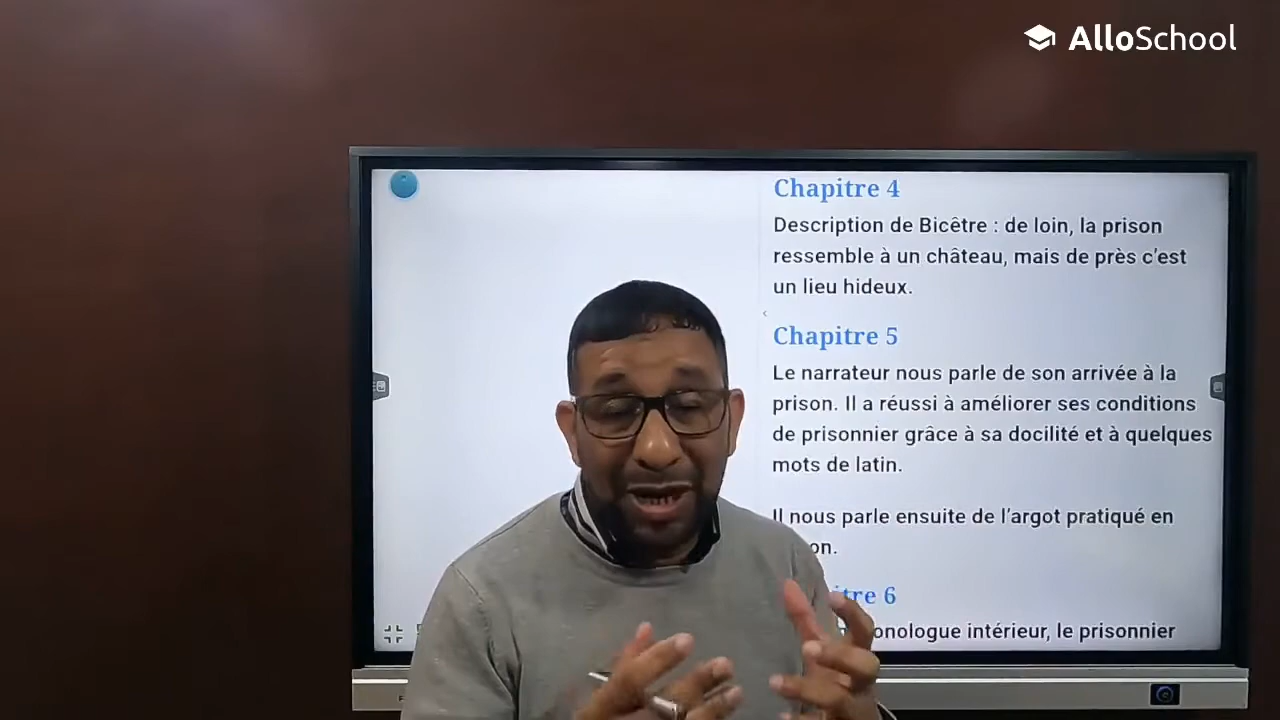 AlloSchool
Chapitre 4
Description de Bicêtre : de loin, la prison
ressemble à un château, mais de près c'est
un lieu hideux.
Chapitre 5
Le narrateur nous parle de son arrivée à la
prison. Il a réussi à améliorer ses conditions
de prisonnier grâce à sa docilité et à quelques
mots de latin.
Il nous parle ensuite de l'argot pratiqué en
on.
tre 6
onologue intérieur, le prisonnier